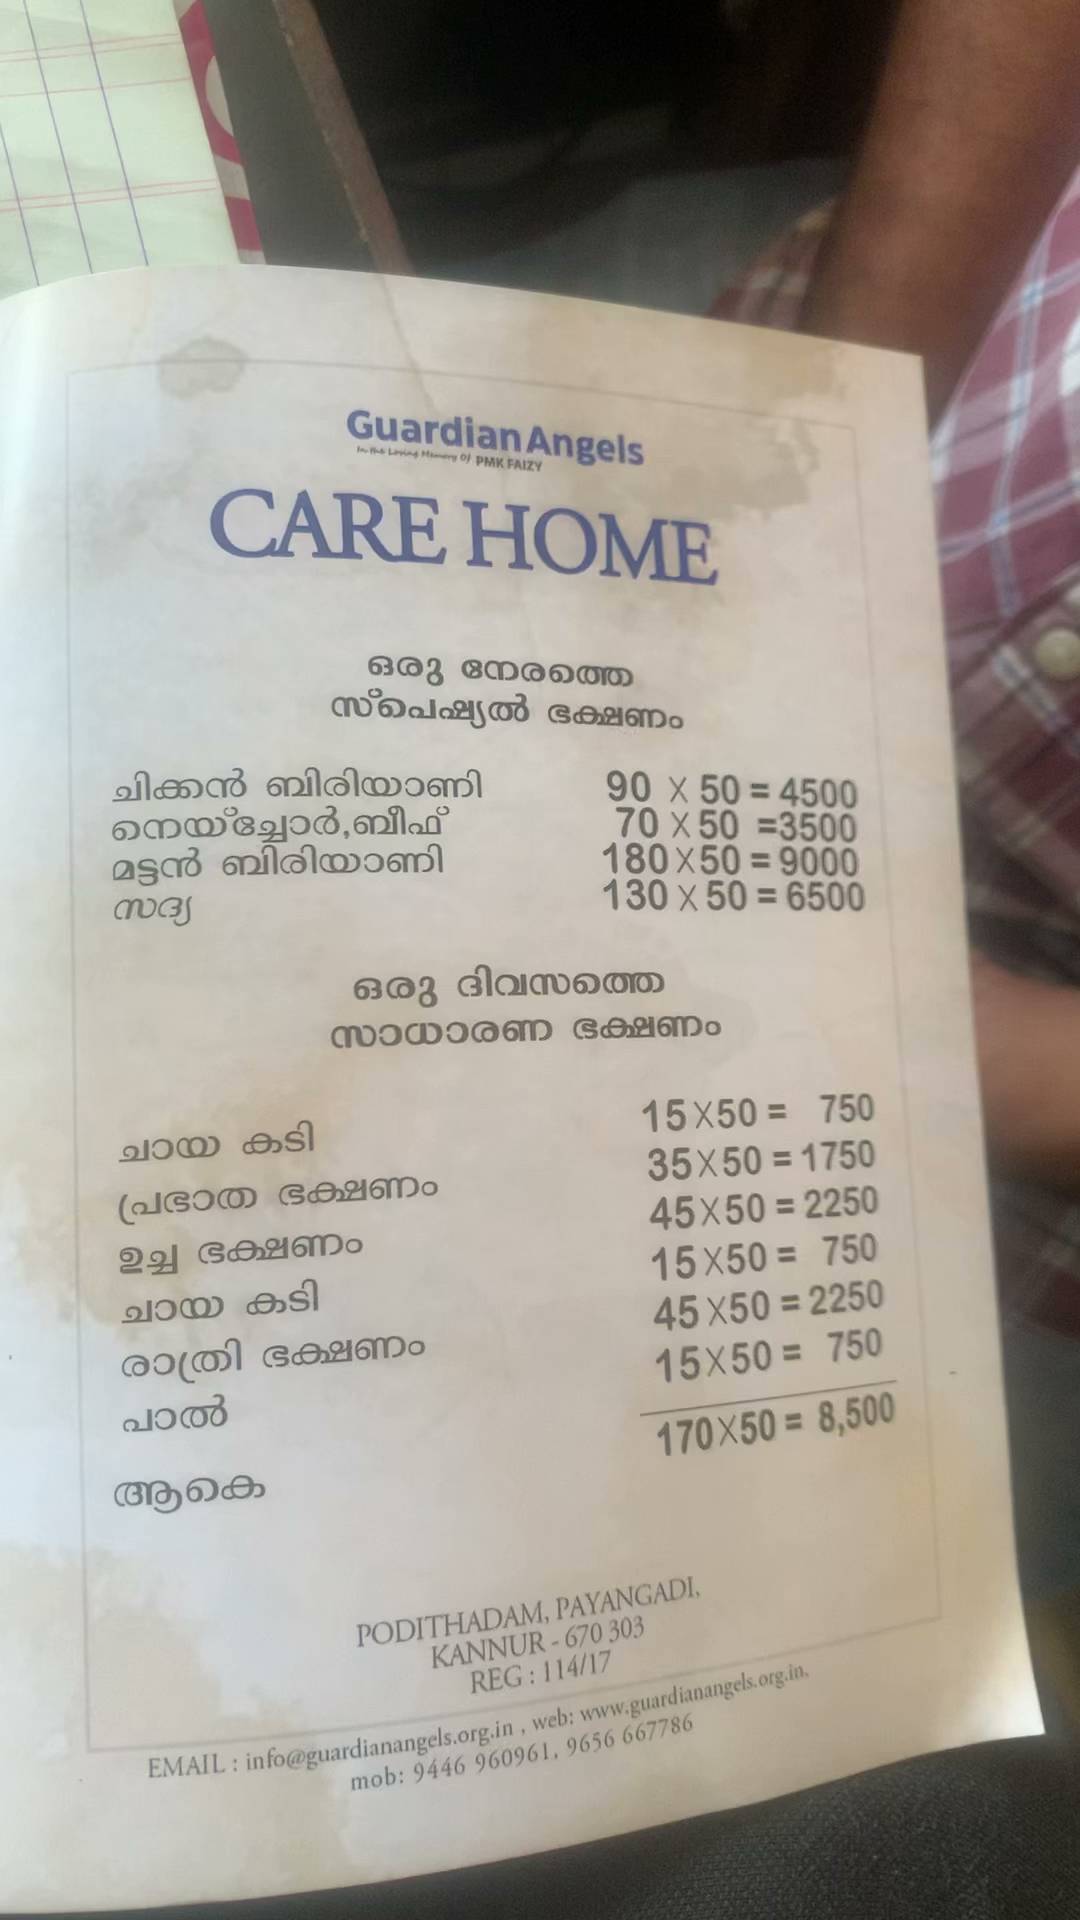 Guardian Angels
In the Loving Memory Of PMK FAIZY
CARE HOME
ഒരു നേരത്തെ
സ്പെഷ്യൽ ഭക്ഷണം
ചിക്കൻ ബിരിയാണി 90 X 50 = 4500
നെയ്ച്ചോർ,ബീഫ് 70 X 50 =3500
മട്ടൻ ബിരിയാണി 180 X 50 = 9000
സദ്യ 130 X 50 = 6500
ഒരു ദിവസത്തെ
സാധാരണ ഭക്ഷണം
ചായ കടി 15X50 = 750
പ്രഭാത ഭക്ഷണം 35X50 = 1750
ഉച്ച ഭക്ഷണം 45X50 = 2250
ചായ കടി 15X50 = 750
രാത്രി ഭക്ഷണം 45X50 = 2250
പാൽ 15X50 = 750
ആകെ 170X50 = 8,500
PODITHADAM, PAYANGADI,
KANNUR - 670 303
REG : 114/17
EMAIL : info@guardianangels.org.in , web: www.guardianangels.org.in,
mob: 9446 960961, 9656 667786